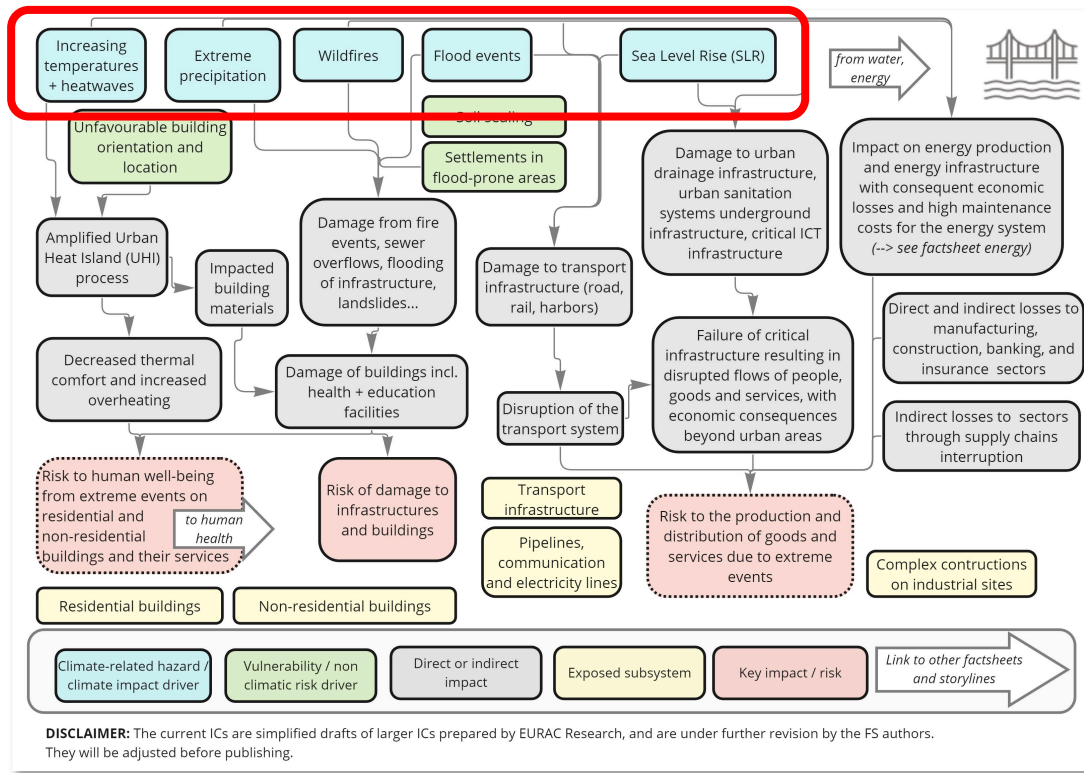 Increasing
temperatures
+ heatwaves
Extreme
precipitation
Wildfires
Flood events
Sea Level Rise (SLR)
from water,
energy
Unfavourable building
orientation and
location
Soil sealing
Settlements in
flood-prone areas
Damage to urban
drainage infrastructure,
urban sanitation
systems underground
infrastructure, critical ICT
infrastructure
Impact on energy production
and energy infrastructure
with consequent economic
losses and high maintenance
costs for the energy system
(--> see factsheet energy)
Amplified Urban
Heat Island (UHI)
process
Impacted
building
materials
Damage from fire
events, sewer
overflows, flooding
of infrastructure,
landslides...
Damage to transport
infrastructure (road,
rail, harbors)
Direct and indirect losses to
manufacturing,
construction, banking, and
insurance sectors
Decreased thermal
comfort and increased
overheating
Damage of buildings incl.
health + education
facilities
Disruption of the
transport system
Failure of critical
infrastructure resulting in
disrupted flows of people,
goods and services, with
economic consequences
beyond urban areas
Indirect losses to sectors
through supply chains
interruption
Risk to human well-being
from extreme events on
residential and
non-residential
buildings and their services
to human
health
Risk of damage to
infrastructures
and buildings
Transport
infrastructure
Pipelines,
communication
and electricity lines
Risk to the production and
distribution of goods and
services due to extreme
events
Complex contructions
on industrial sites
Residential buildings
Non-residential buildings
Climate-related hazard /
climate impact driver
Vulnerability / non
climatic risk driver
Direct or indirect
impact
Exposed subsystem
Key impact / risk
Link to other factsheets
and storylines
DISCLAIMER: The current ICs are simplified drafts of larger ICs prepared by EURAC Research, and are under further revision by the FS authors.
They will be adjusted before publishing.